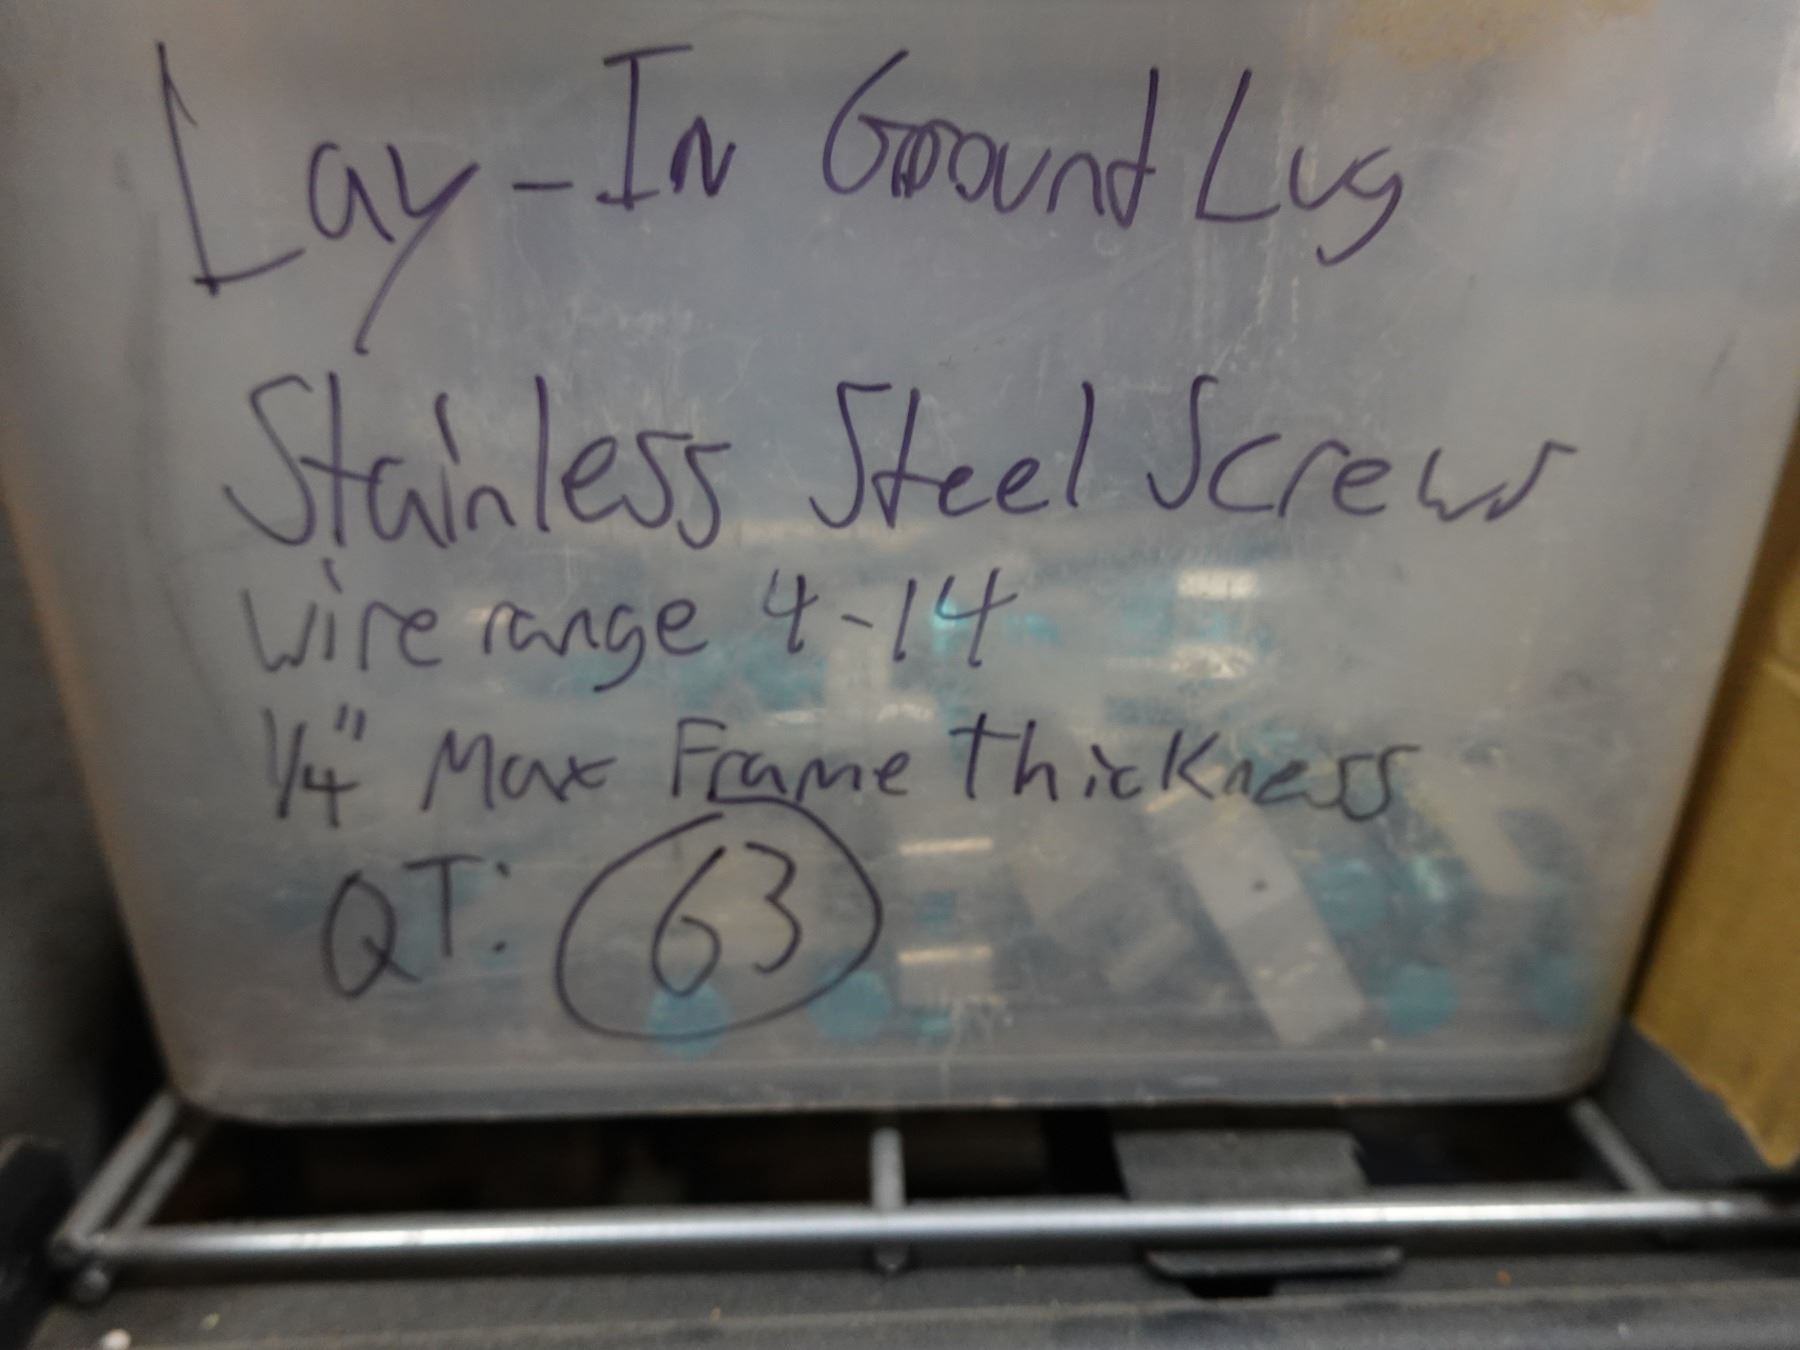 Lay-In Ground Lug
Stainless Steel Screw
wire range 4-14
1/4" Max Frame thickness
QT: 63